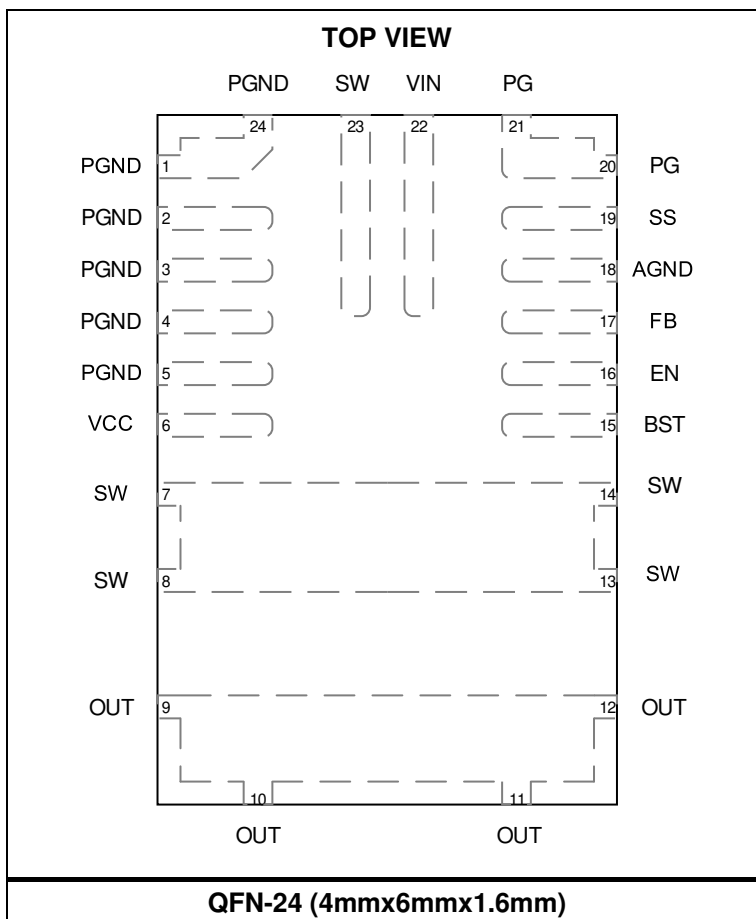 TOP VIEW
PGND SW VIN PG
24 23 22 21
PGND 1 20 PG
PGND 2 19 SS
PGND 3 18 AGND
PGND 4 17 FB
PGND 5 16 EN
VCC 6 15 BST
SW 7 14 SW
SW 8 13 SW
OUT 9 12 OUT
10 11
OUT OUT
QFN-24 (4mmx6mmx1.6mm)